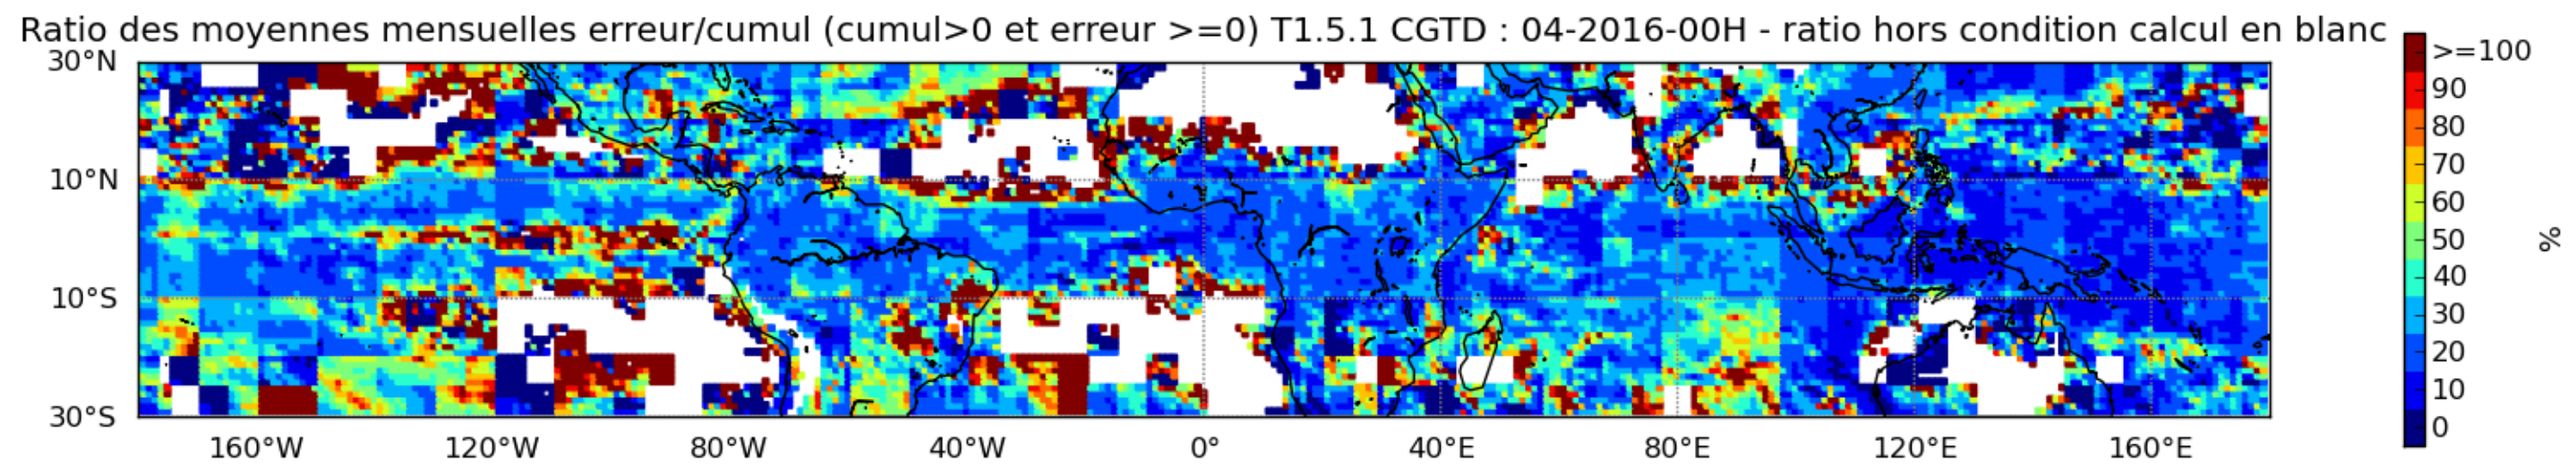 Ratio des moyennes mensuelles erreur/cumul (cumul>0 et erreur >=0) T1.5.1 CGTD : 04-2016-00H - ratio hors condition calcul en blanc
30°N
10°N
10°S
30°S
160°W 120°W 80°W 40°W 0° 40°E 80°E 120°E 160°E
>=100
90
80
70
60
50
40
30
20
10
0
%